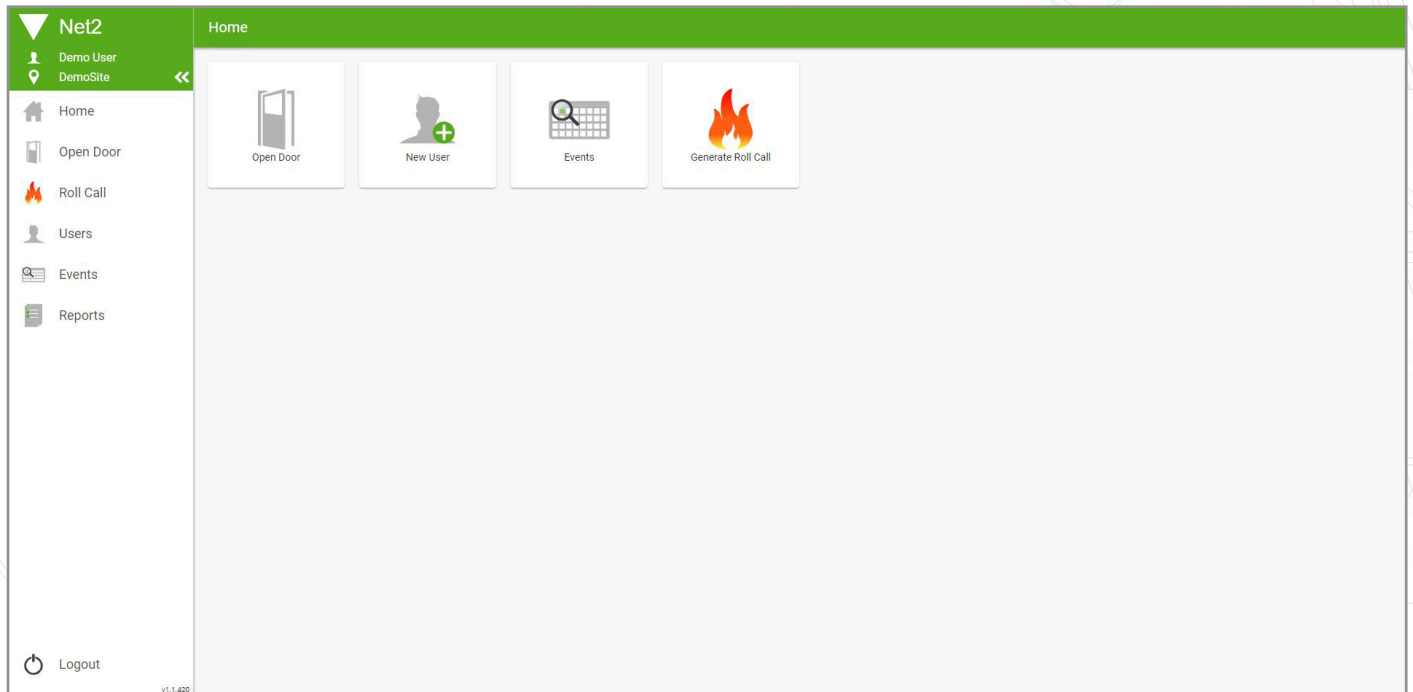 Net2
Demo User
DemoSite
Home
Open Door
Roll Call
Users
Events
Reports
Logout
v1.1.420
Home
Open Door
New User
Events
Generate Roll Call